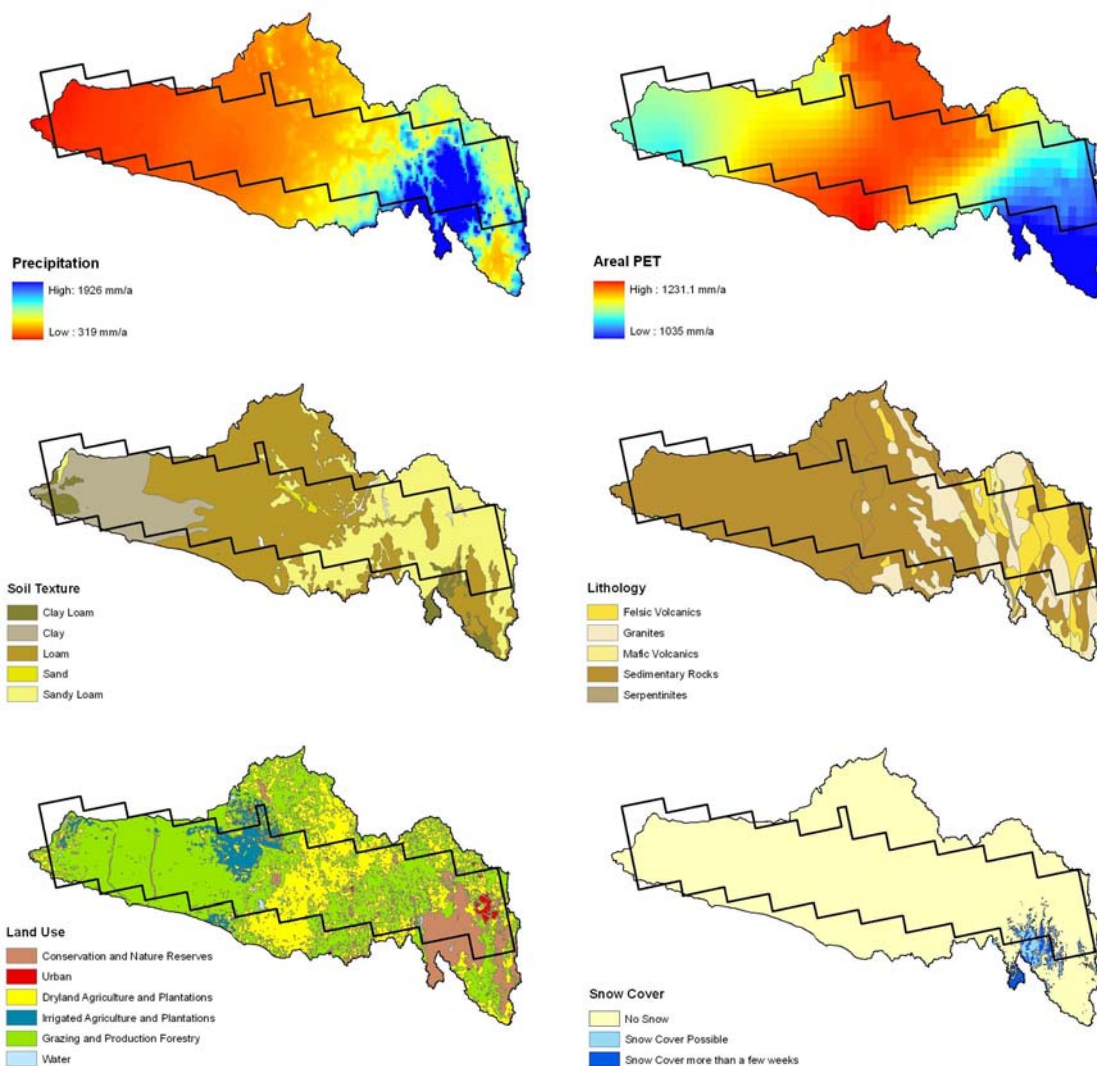 Precipitation
High: 1926 mm/a
Low : 319 mm/a
Areal PET
High : 1231.1 mm/a
Low : 1035 mm/a
Soil Texture
Clay Loam
Clay
Loam
Sand
Sandy Loam
Lithology
Felsic Volcanics
Granites
Mafic Volcanics
Sedimentary Rocks
Serpentinites
Land Use
Conservation and Nature Reserves
Urban
Dryland Agriculture and Plantations
Irrigated Agriculture and Plantations
Grazing and Production Forestry
Water
Snow Cover
No Snow
Snow Cover Possible
Snow Cover more than a few weeks